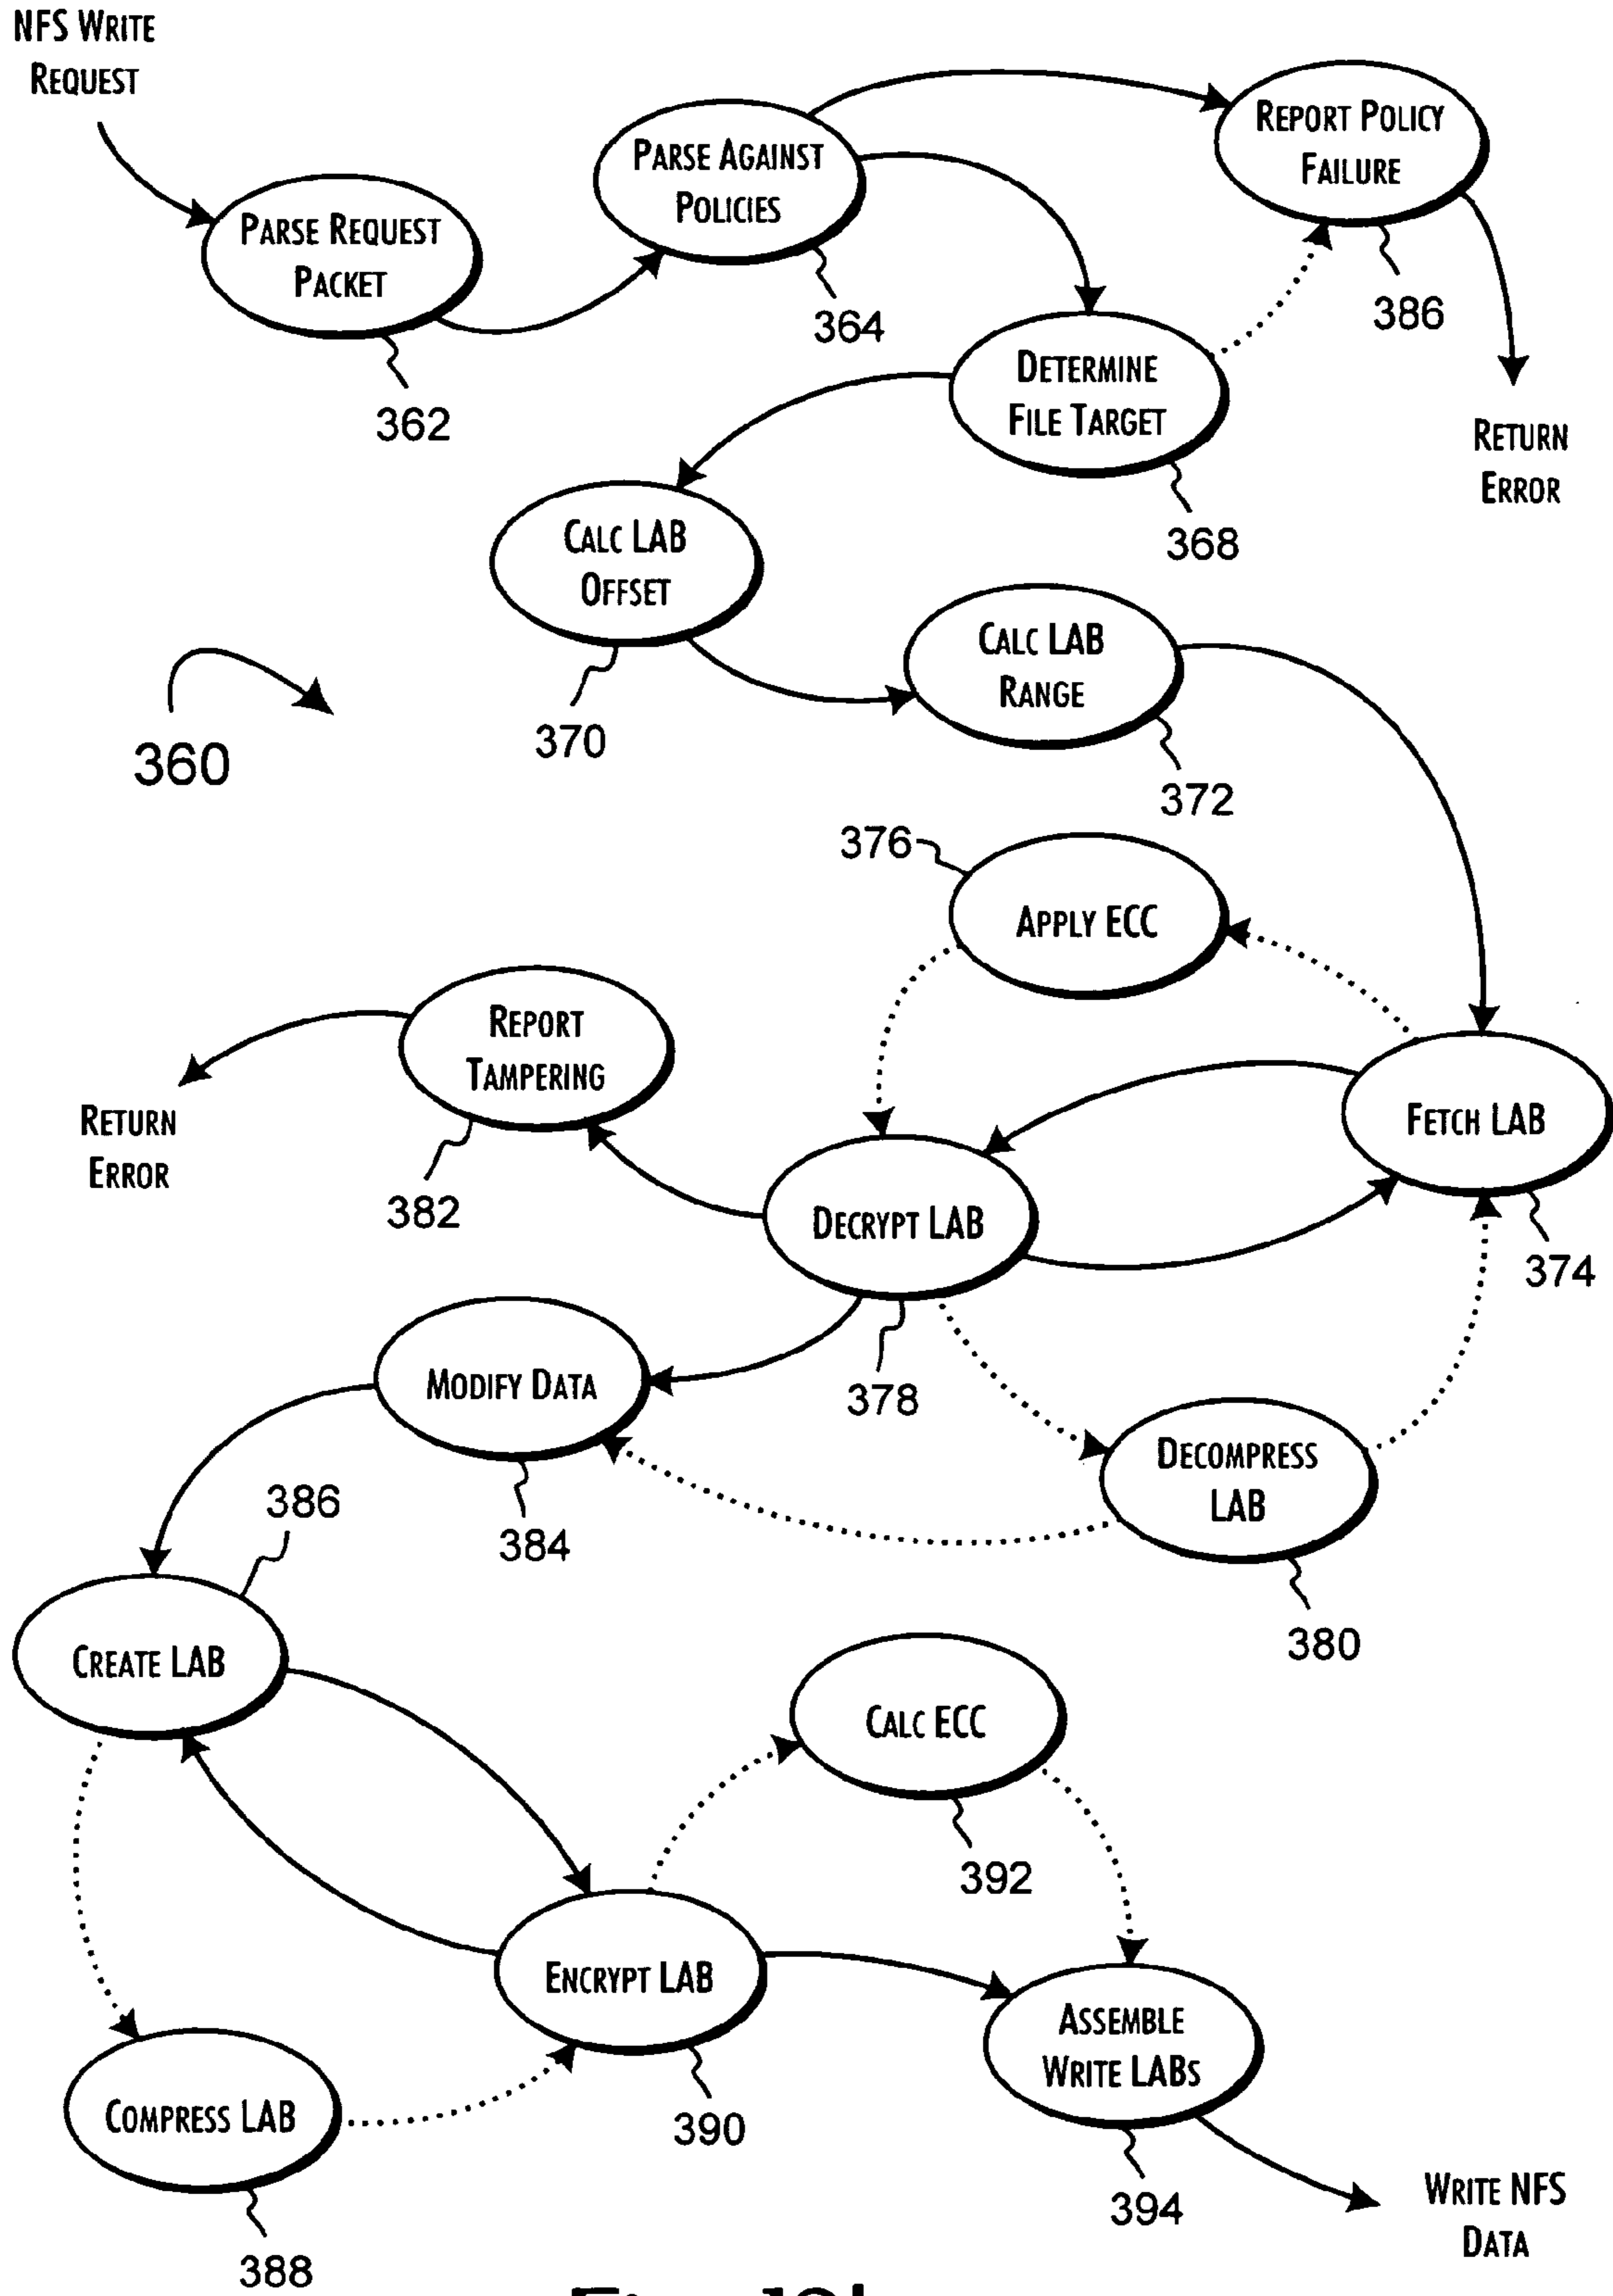 NFS WRITE
REQUEST
PARSE REQUEST
PACKET
362
PARSE AGAINST
POLICIES
364
REPORT POLICY
FAILURE
386
RETURN
ERROR
DETERMINE
FILE TARGET
368
CALC LAB
OFFSET
370
360
CALC LAB
RANGE
372
376
APPLY ECC
REPORT
TAMPERING
382
RETURN
ERROR
FETCH LAB
374
DECRYPT LAB
378
MODIFY DATA
384
DECOMPRESS
LAB
380
386
CREATE LAB
CALC ECC
392
ENCRYPT LAB
390
COMPRESS LAB
388
ASSEMBLE
WRITE LABS
394
WRITE NFS
DATA